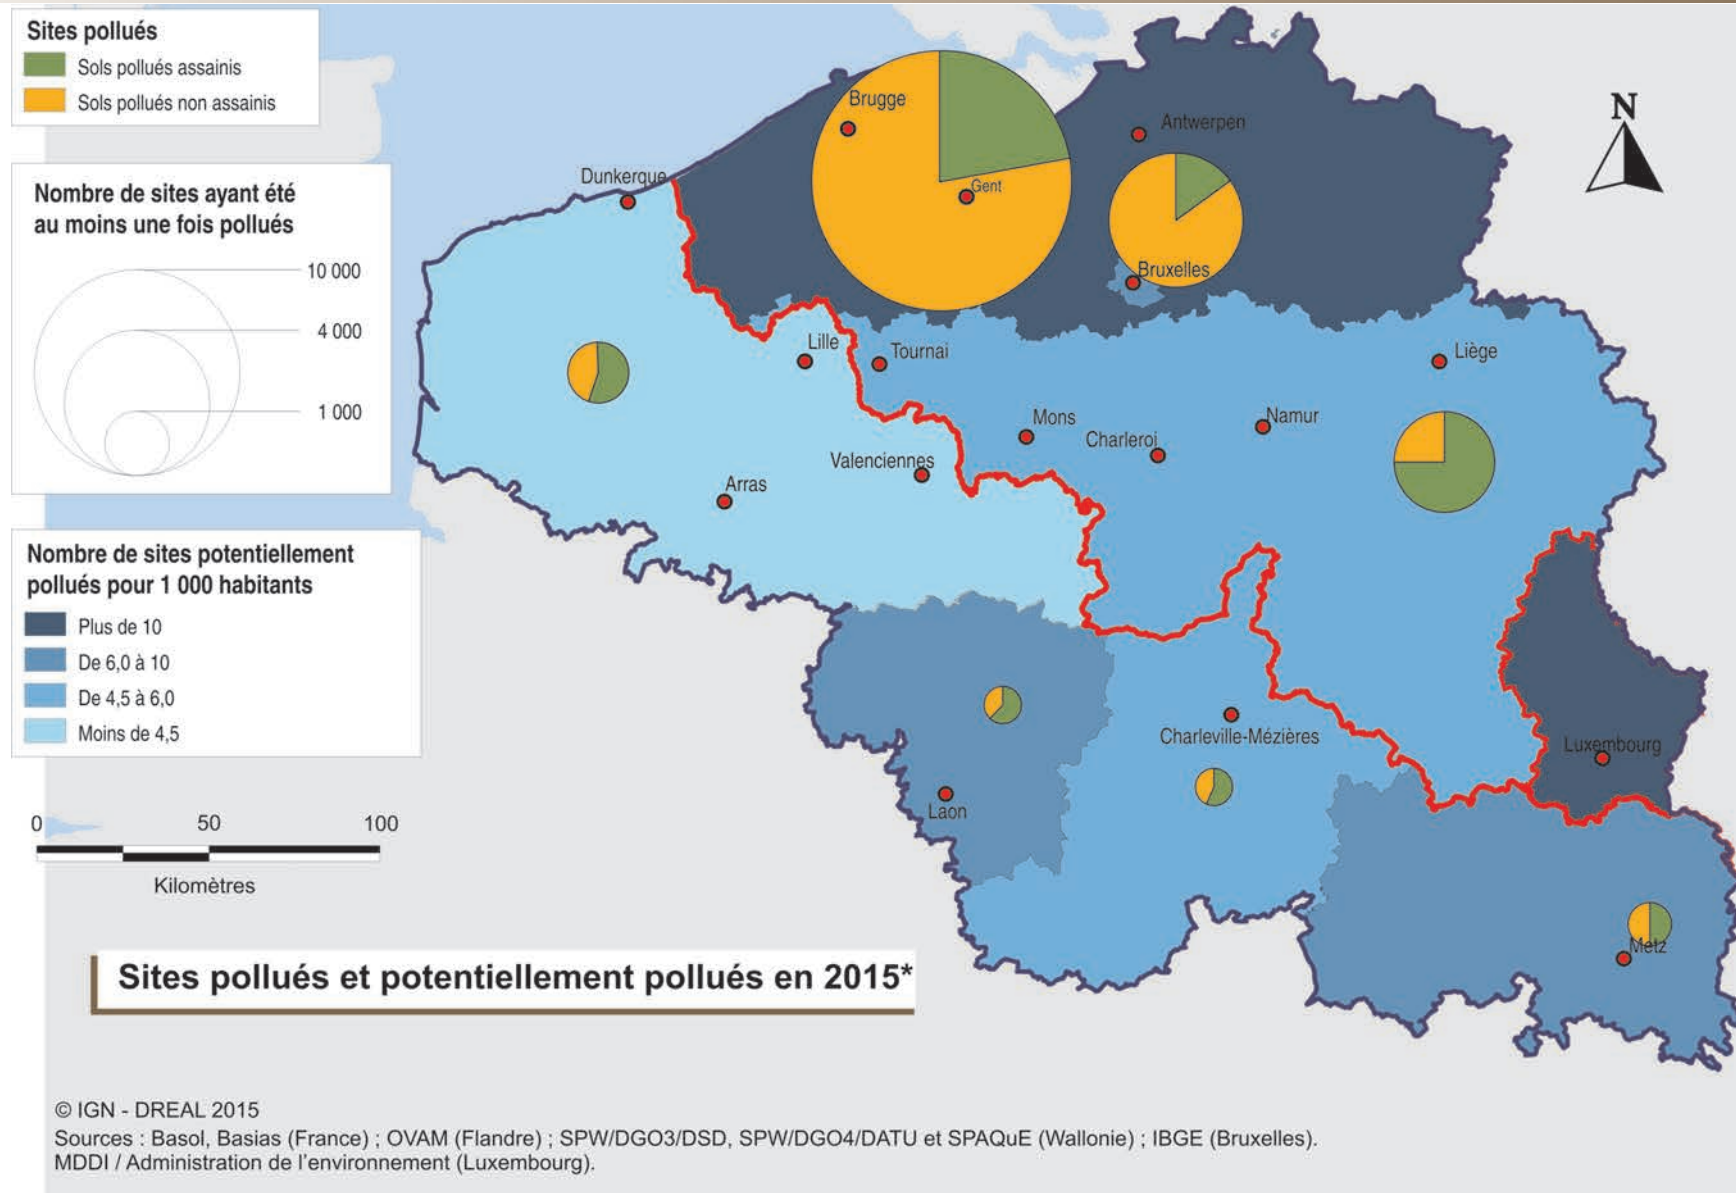 Sites pollués
Sols pollués assainis
Sols pollués non assainis
Nombre de sites ayant été
au moins une fois pollués
10 000
4 000
1 000
Nombre de sites potentiellement
pollués pour 1 000 habitants
Plus de 10
De 6,0 à 10
De 4,5 à 6,0
Moins de 4,5
0 50 100
Kilomètres
N
Brugge
Antwerpen
Dunkerque
Gent
Bruxelles
Lille
Tournai
Liège
Mons
Namur
Charleroi
Valenciennes
Arras
Charleville-Mézières
Luxembourg
Laon
Metz
Sites pollués et potentiellement pollués en 2015*
© IGN - DREAL 2015
Sources : Basol, Basias (France) ; OVAM (Flandre) ; SPW/DGO3/DSD, SPW/DGO4/DATU et SPAQuE (Wallonie) ; IBGE (Bruxelles).
MDDI / Administration de l'environnement (Luxembourg).